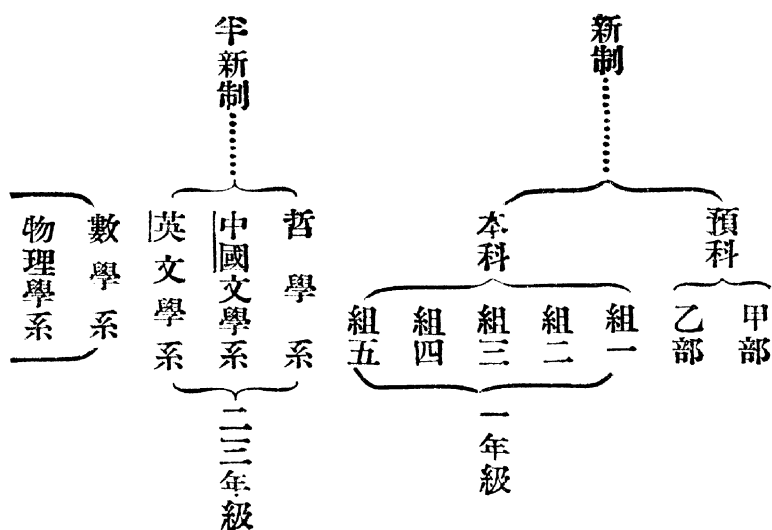 新制
預科
甲部
乙部
本科
組一
組二
組三
組四
組五
一年級
半新制
哲學系
中國文學系
英文學系
二三年級
數學系
物理學系